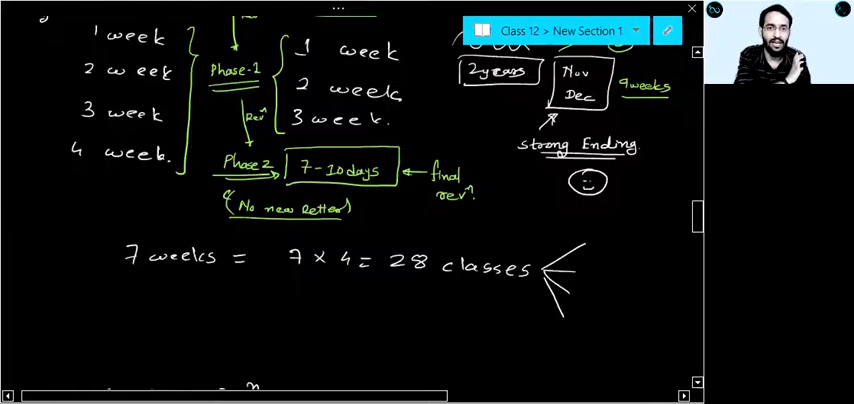 ...
Class 12 > New Section 1
1 week
2 week
3 week
4 week.
Phase-1
Revⁿ
Phase 2
(No new Letter)
1 week
2 weeks
3 week.
7-10 days
final
revⁿ.
2 years
Nov
Dec
9 weeks
strong Ending.
7 weeks = 7 × 4 = 28 classes